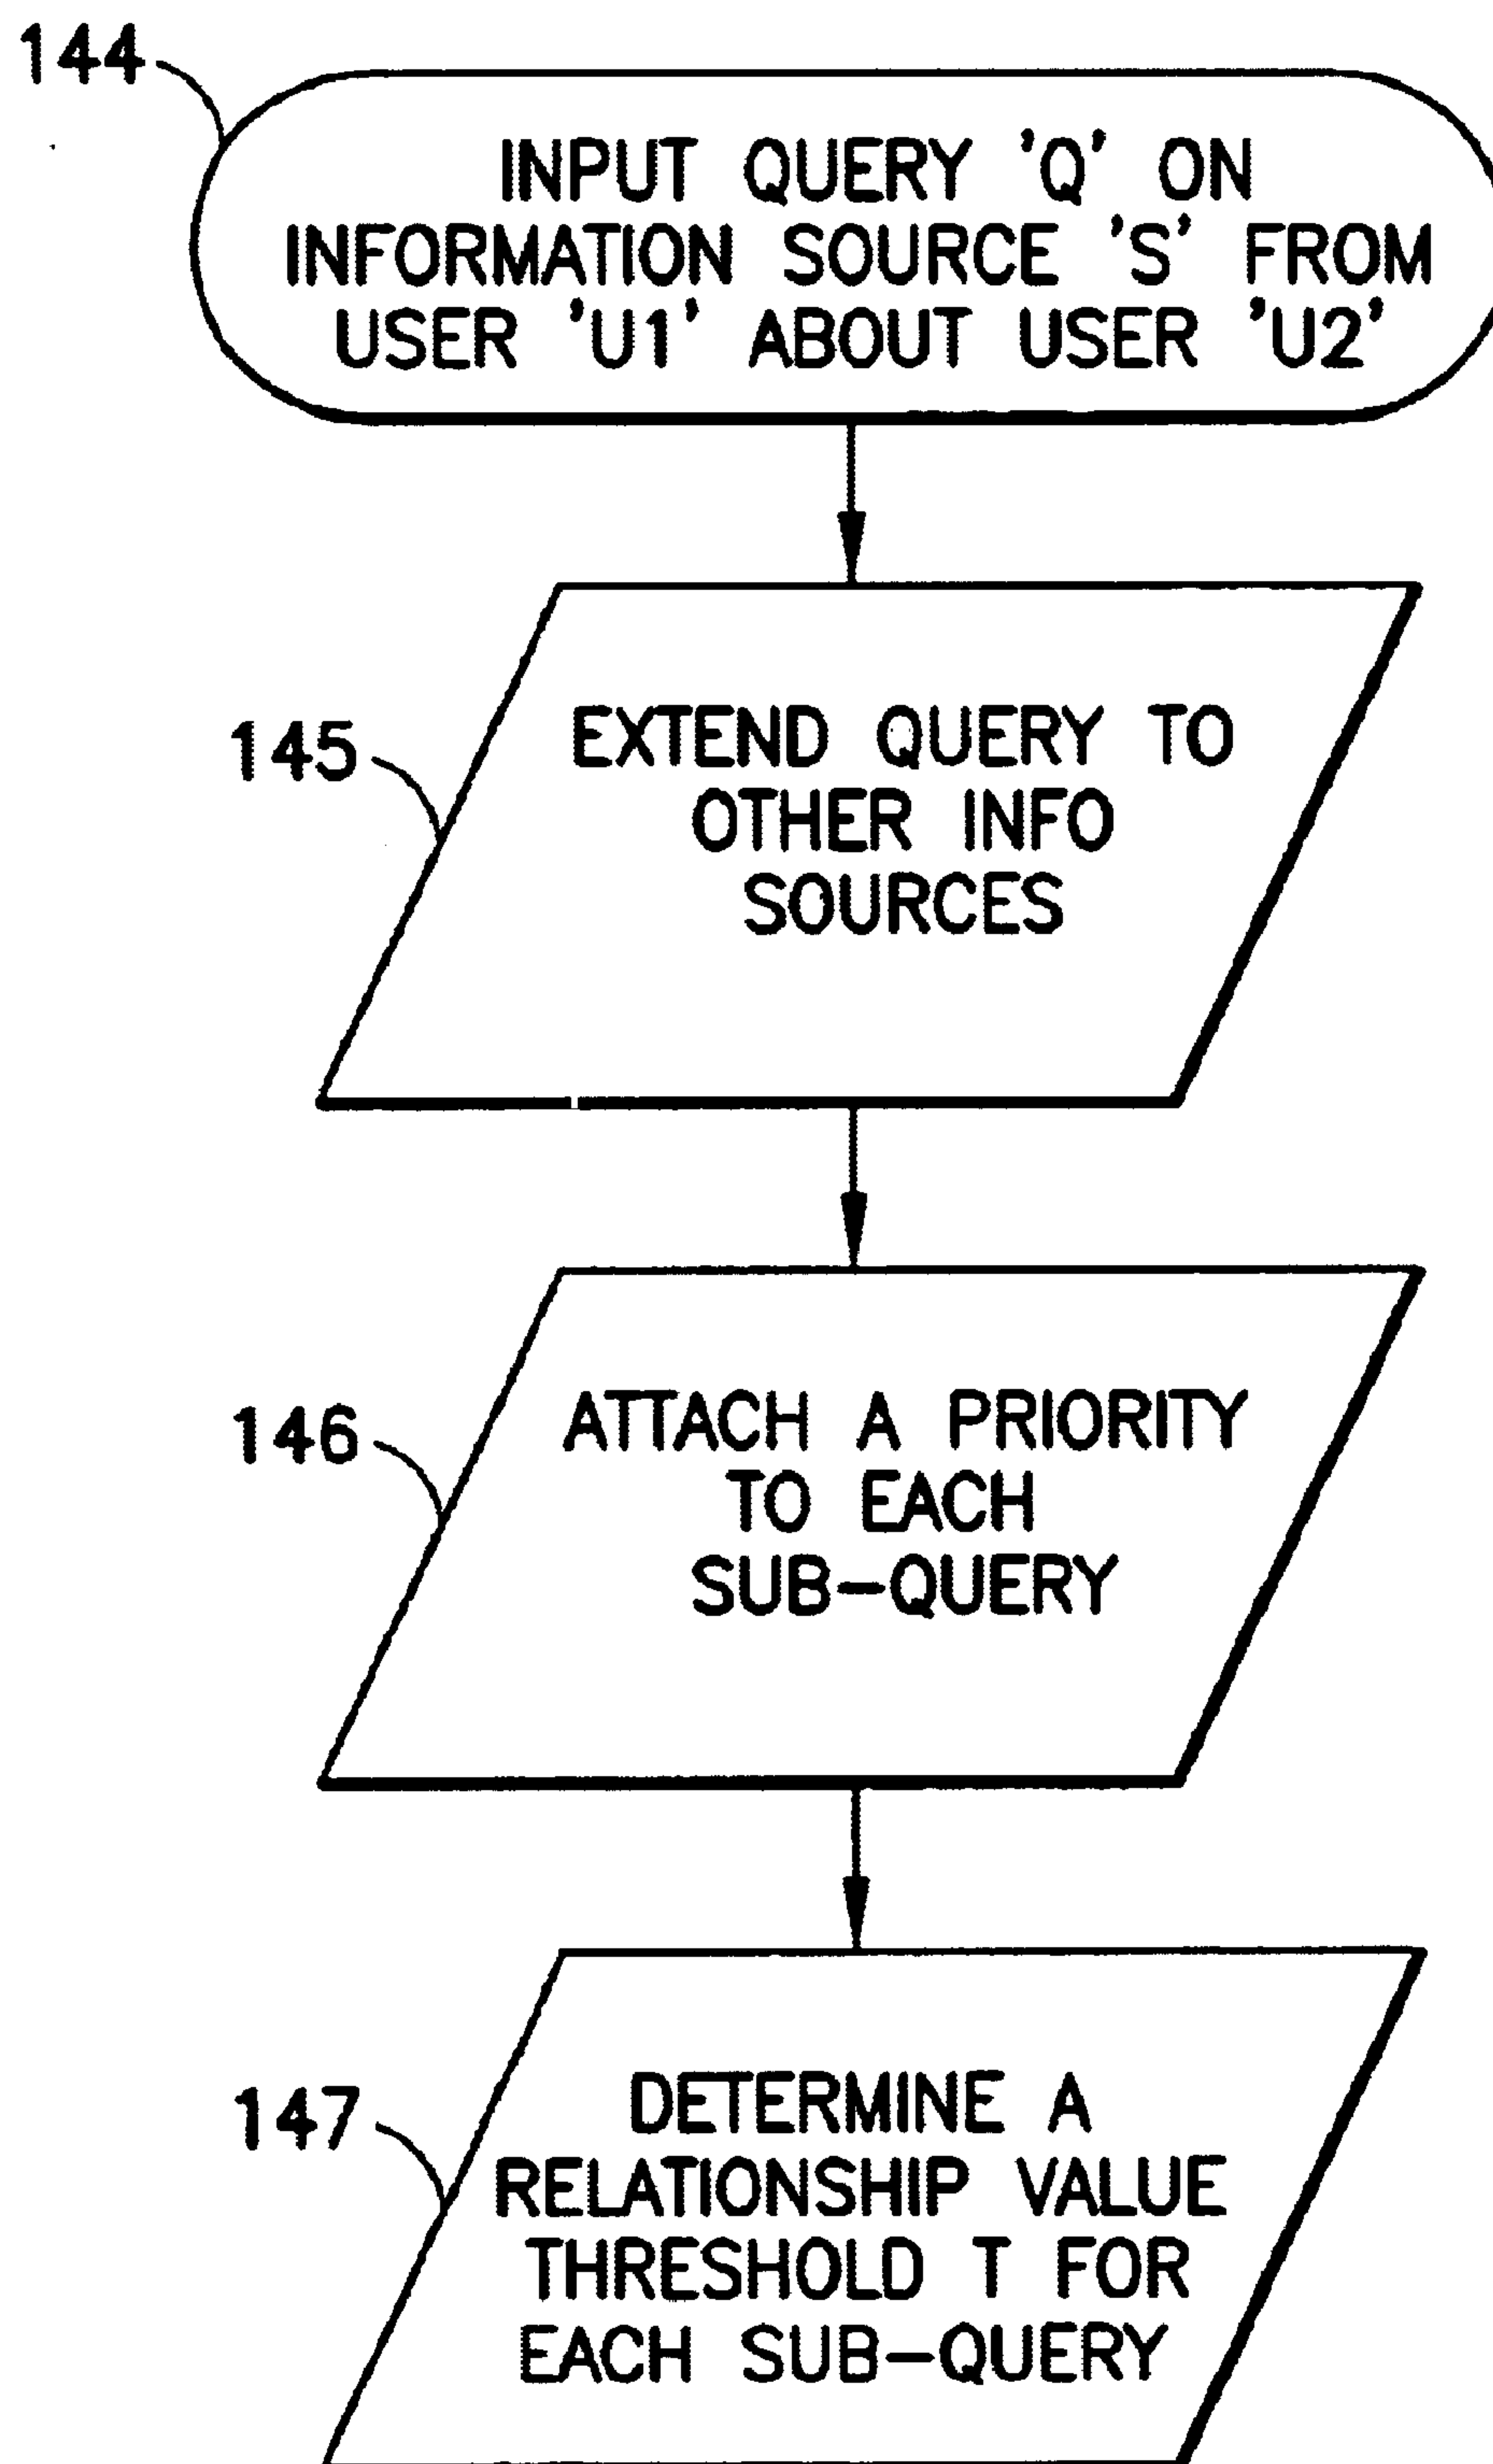 144
INPUT QUERY 'Q' ON
INFORMATION SOURCE 'S' FROM
USER 'U1' ABOUT USER 'U2'
145
EXTEND QUERY TO
OTHER INFO
SOURCES
146
ATTACH A PRIORITY
TO EACH
SUB-QUERY
147
DETERMINE A
RELATIONSHIP VALUE
THRESHOLD T FOR
EACH SUB-QUERY